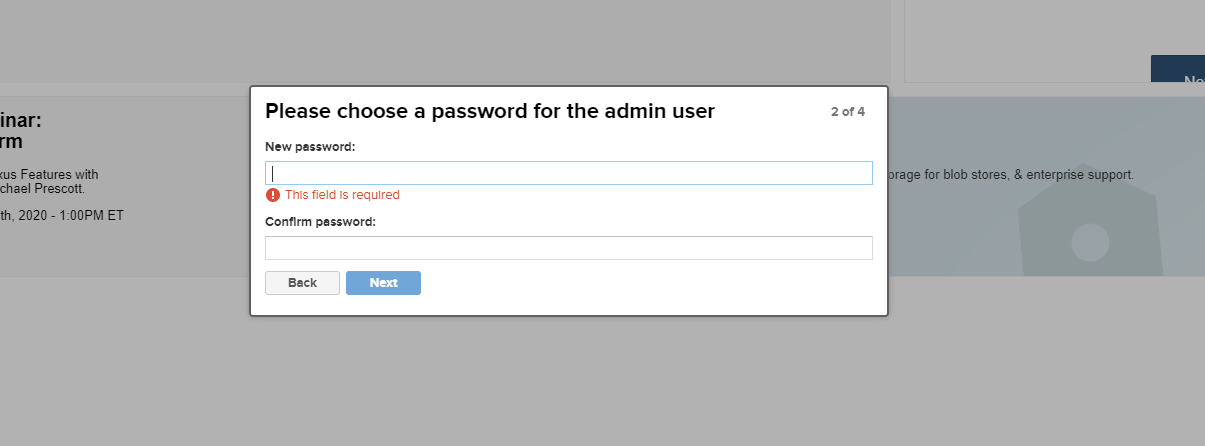 Please choose a password for the admin user
2 of 4
New password:
This field is required
Confirm password:
Back
Next
inar:
rm
xus Features with
chael Prescott.
th, 2020 - 1:00PM ET
orage for blob stores, & enterprise support.